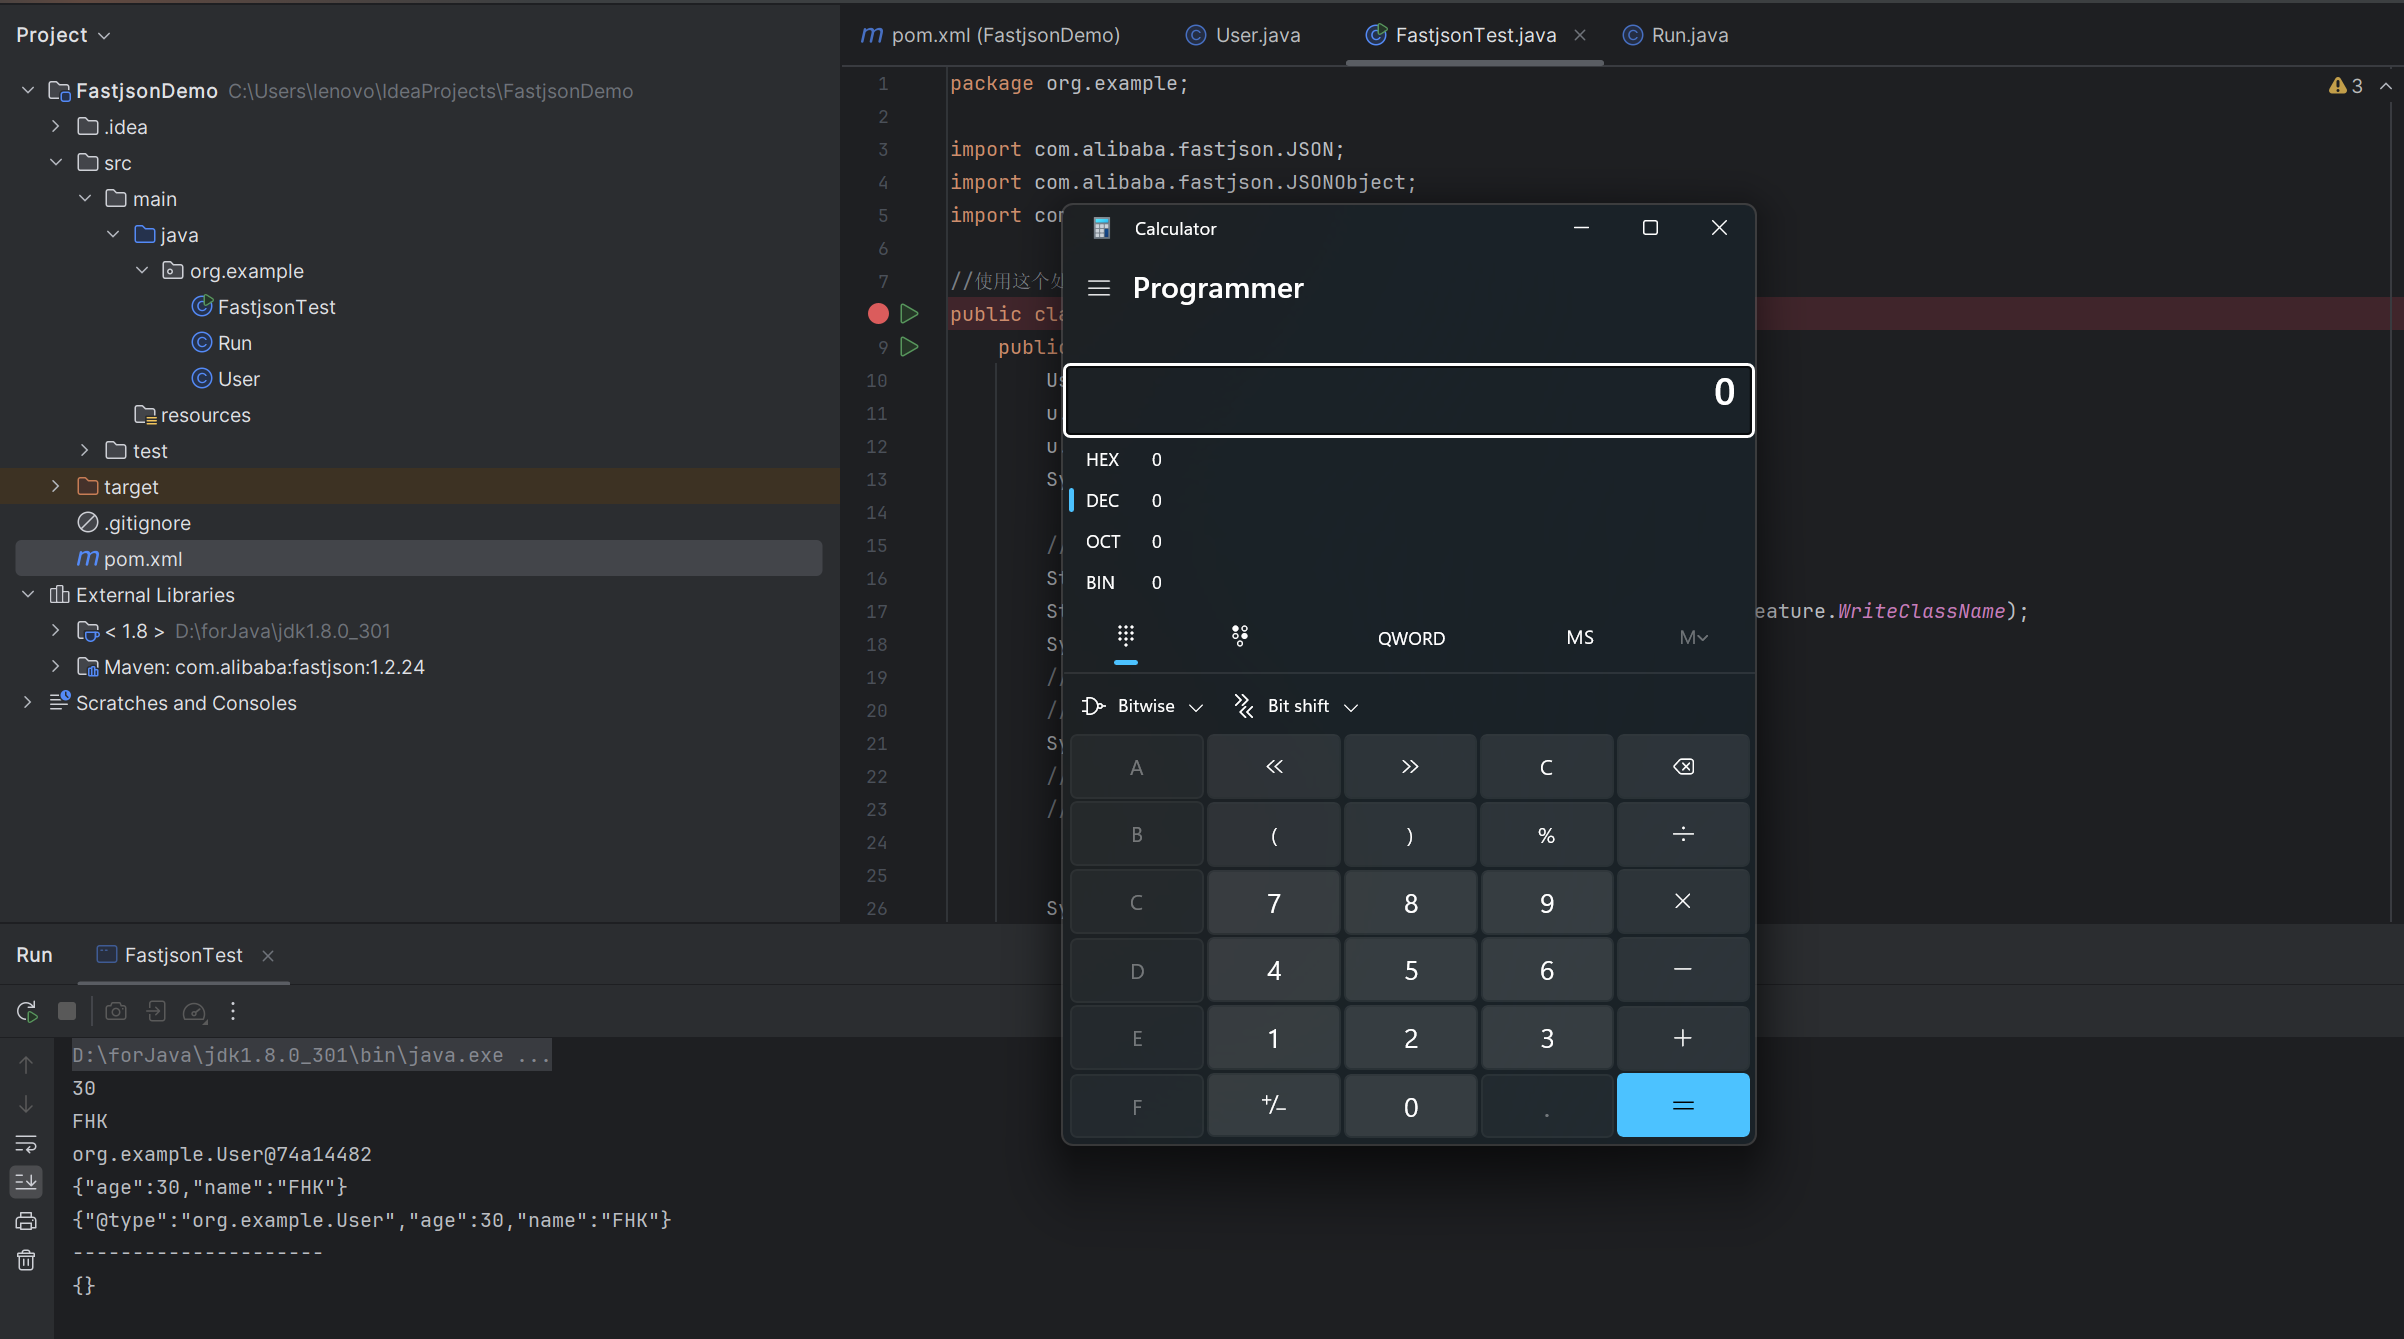 Project
FastjsonDemo C:\Users\lenovo\IdeaProjects\FastjsonDemo
.idea
src
main
java
org.example
FastjsonTest
Run
User
resources
test
target
.gitignore
pom.xml
External Libraries
< 1.8 > D:\forJava\jdk1.8.0_301
Maven: com.alibaba:fastjson:1.2.24
Scratches and Consoles
pom.xml (FastjsonDemo) User.java FastjsonTest.java Run.java
3
1 package org.example;
2
3 import com.alibaba.fastjson.JSON;
4 import com.alibaba.fastjson.JSONObject;
5 import
6
7 //使用这个
public
9 public
10
11 u
12 u
13
14
15
16
17 eature.WriteClassName);
18
19
20
21
22
23
24
25
26
Calculator
Programmer
0
HEX 0
DEC 0
OCT 0
BIN 0
QWORD MS M
Bitwise Bit shift
A « » C
B ( ) % ÷
C 7 8 9 ×
D 4 5 6 −
E 1 2 3 +
F +/− 0 . =
Run FastjsonTest
D:\forJava\jdk1.8.0_301\bin\java.exe ...
30
FHK
org.example.User@74a14482
{"age":30,"name":"FHK"}
{"@type":"org.example.User","age":30,"name":"FHK"}
---------------------
{}